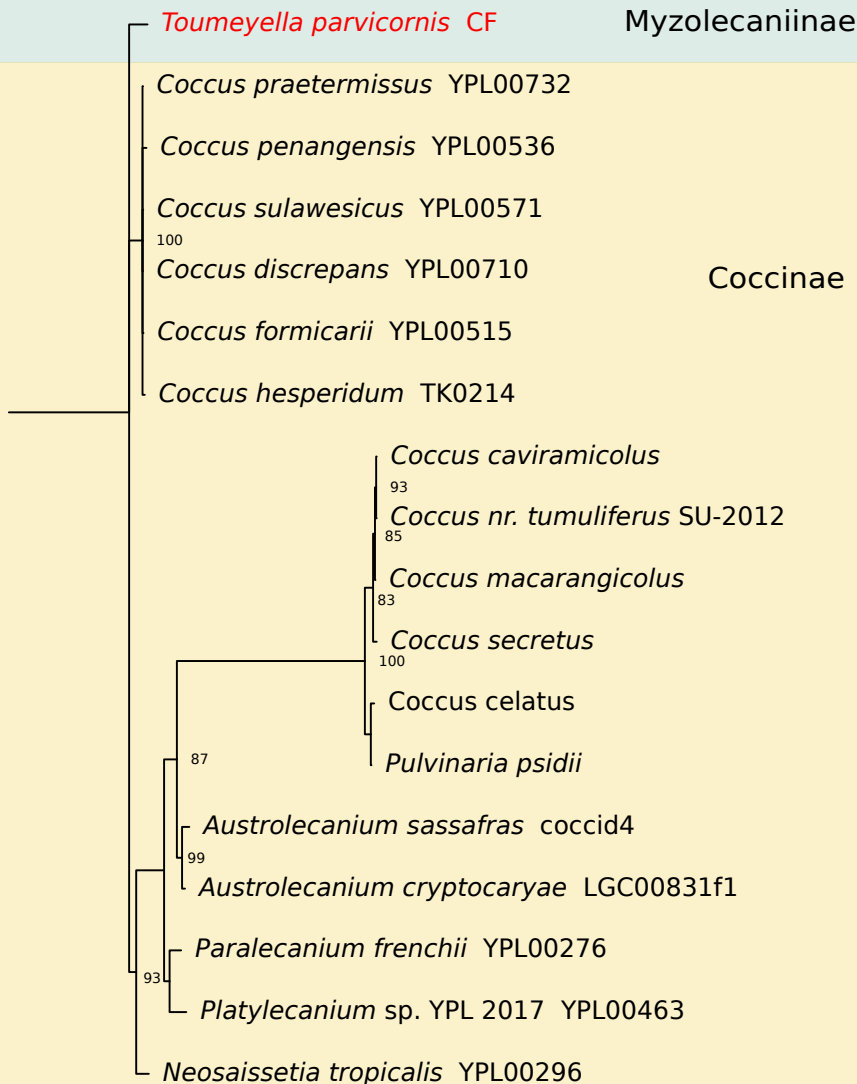 Toumeyella parvicornis CF Myzolecaniinae
Coccus praetermissus YPL00732
Coccus penangensis YPL00536
Coccus sulawesicus YPL00571
100
Coccus discrepans YPL00710
Coccinae
Coccus formicarii YPL00515
Coccus hesperidum TK0214
Coccus caviramicolus
93
Coccus nr. tumuliferus SU-2012
85
Coccus macarangicolus
83
Coccus secretus
100
Coccus celatus
87
Pulvinaria psidii
Austrolecanium sassafras coccid4
99
Austrolecanium cryptocaryae LGC00831f1
Paralecanium frenchii YPL00276
93
Platylecanium sp. YPL 2017 YPL00463
Neosaissetia tropicalis YPL00296